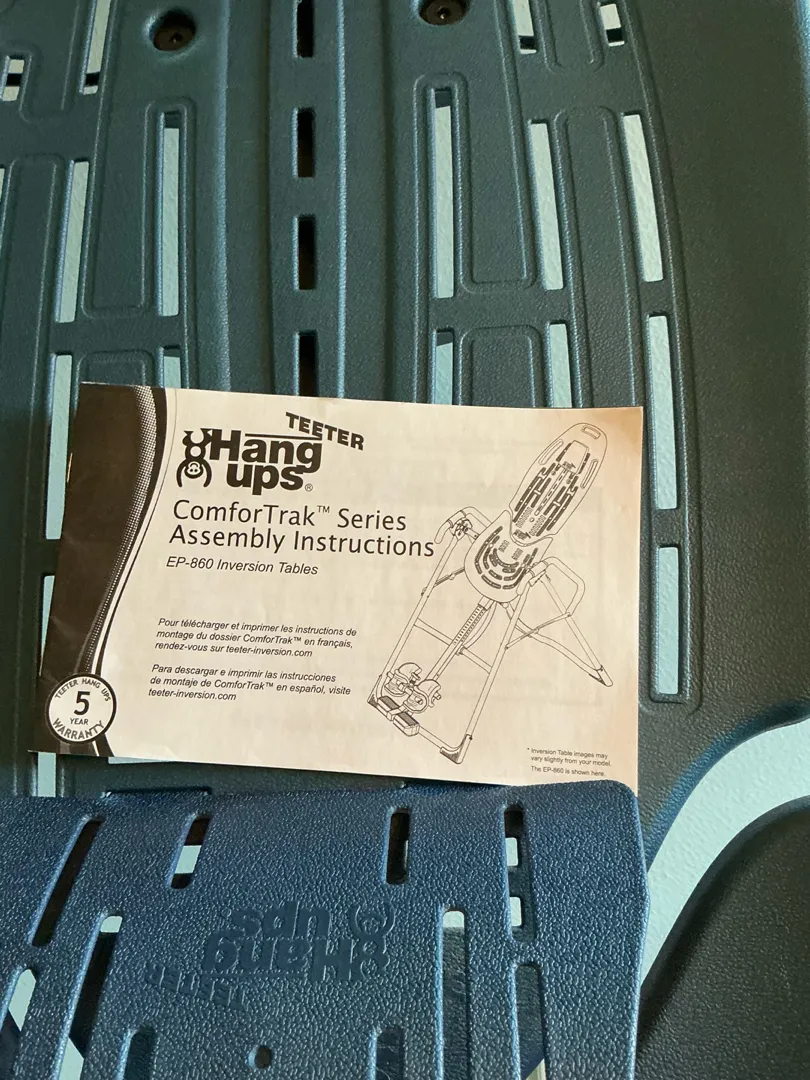 TEETER
Hang
ups®
ComforTrak™ Series
Assembly Instructions
EP-860 Inversion Tables
Pour télécharger et imprimer les instructions de
montage du dossier ComforTrak™ en français,
rendez-vous sur teeter-inversion.com
Para descargar e imprimir las instrucciones
de montaje de ComforTrak™ en español, visite
teeter-inversion.com
TEETER HANG UPS
5
YEAR
WARRANTY
* Inversion Table images may
vary slightly from your model.
The EP-860 is shown here.
Hang
ups
TEETER